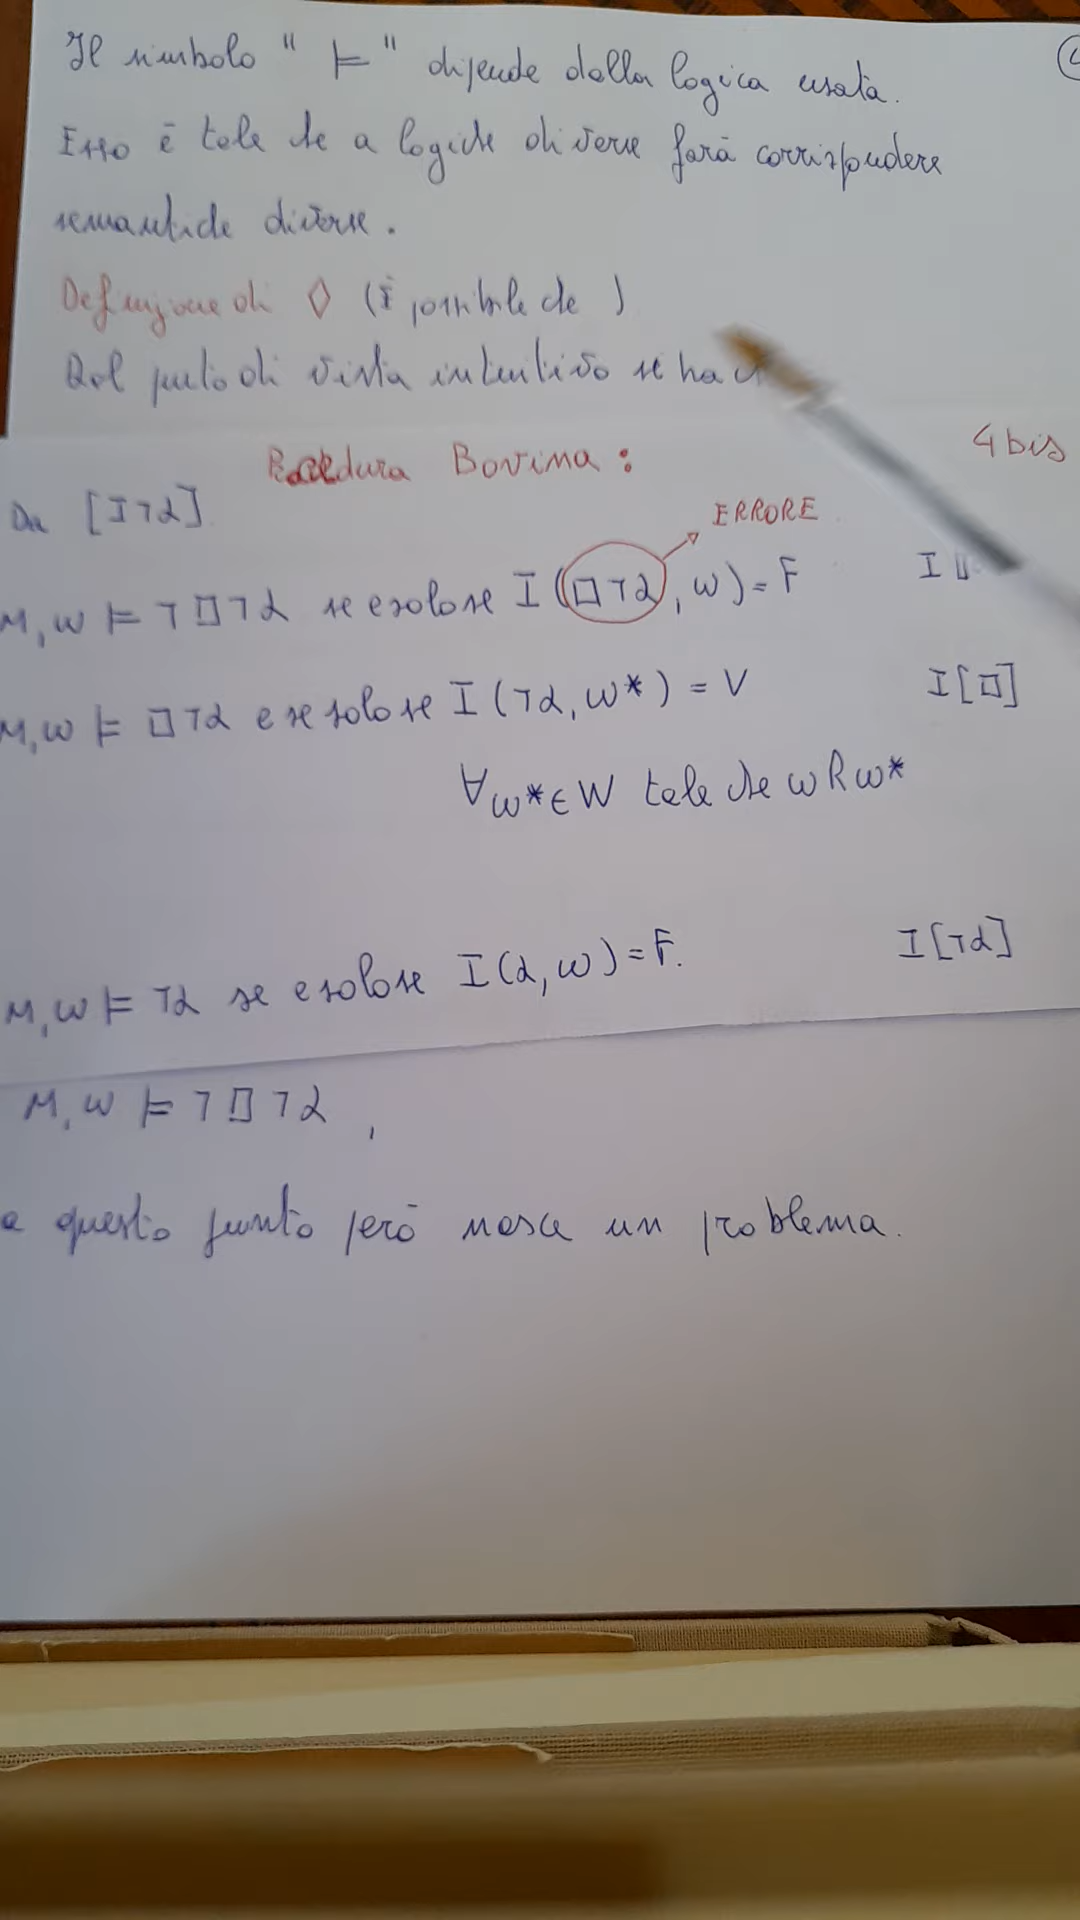 Il simbolo " ⊨ " dipende dalla logica usata.
Esso è tale che a logiche diverse farà corrispondere
semantiche diverse.
Definizione di ◊ (È possibile che )
Dal punto di vista intuitivo si ha
Procedura Bovina :
4 bis
Da [I¬α]
ERRORE
M, w ⊨ ¬□¬α se e solo se I (□¬α, w) = F
I
M, w ⊨ □¬α e se solo se I (¬α, w*) = V
I[□]
∀w*∈W tale che wRw*
M, w ⊨ ¬α se e solo se I(α, w) = F.
I[¬α]
M, w ⊨ ¬□¬α ,
a questo punto però nasce un problema.